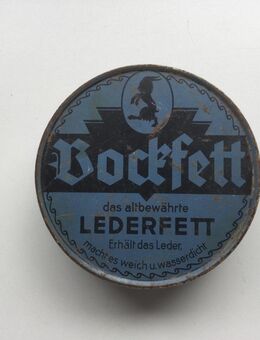 Bockfett
das altbewährte
LEDERFETT
Erhält das Leder,
macht es weich u. wasserdicht